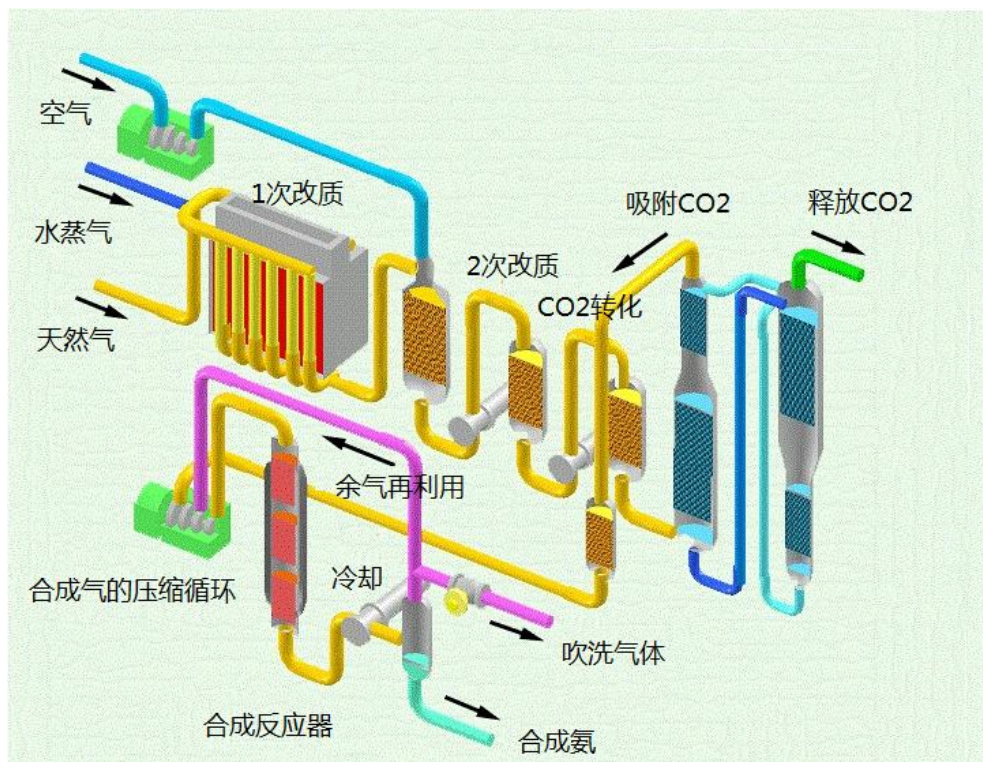 空气
1次改质
吸附CO2
释放CO2
水蒸气
2次改质
CO2转化
天然气
余气再利用
冷却
合成气的压缩循环
吹洗气体
合成反应器
合成氨